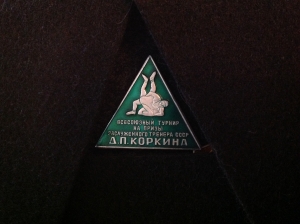 ВСЕСОЮЗНЫЙ ТУРНИР
НА ПРИЗЫ
ЗАСЛУЖЕННОГО ТРЕНЕРА СССР
Д.П.КОРКИНА